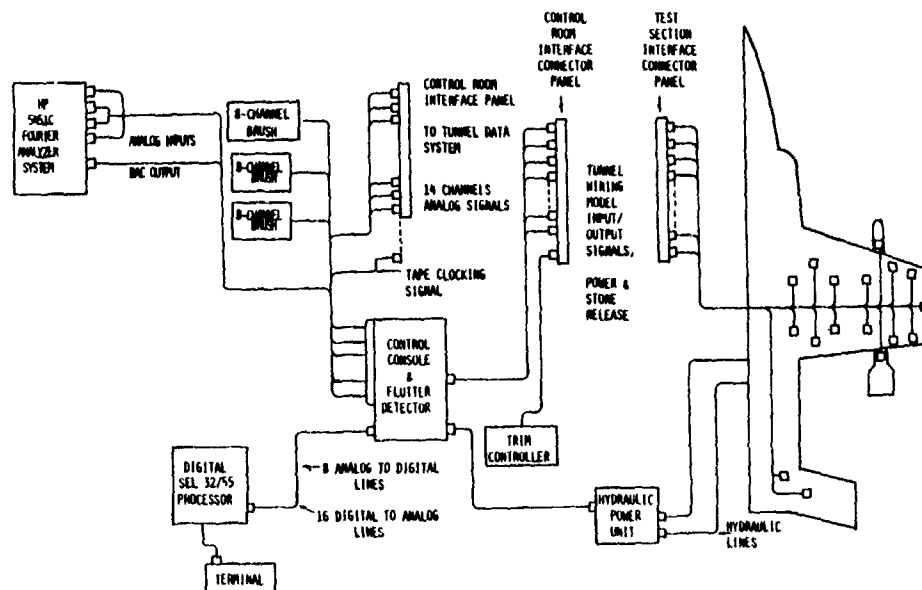 HP
5451C
FOURIER
ANALYZER
SYSTEM
ANALOG INPUTS
DAC OUTPUT
8-CHANNEL
BRUSH
8-CHANNEL
BRUSH
8-CHANNEL
BRUSH
CONTROL ROOM
INTERFACE PANEL
TO TUNNEL DATA
SYSTEM
14 CHANNELS
ANALOG SIGNALS
TAPE CLOCKING
SIGNAL
CONTROL
ROOM
INTERFACE
CONNECTOR
PANEL
TEST
SECTION
INTERFACE
CONNECTOR
PANEL
TUNNEL
WIRING
MODEL
INPUT/
OUTPUT
SIGNALS,
POWER &
STORE
RELEASE
CONTROL
CONSOLE
&
FLUTTER
DETECTOR
TRIM
CONTROLLER
DIGITAL
SEL 32/55
PROCESSOR
8 ANALOG TO DIGITAL
LINES
16 DIGITAL TO ANALOG
LINES
TERMINAL
HYDRAULIC
POWER
UNIT
HYDRAULIC
LINES